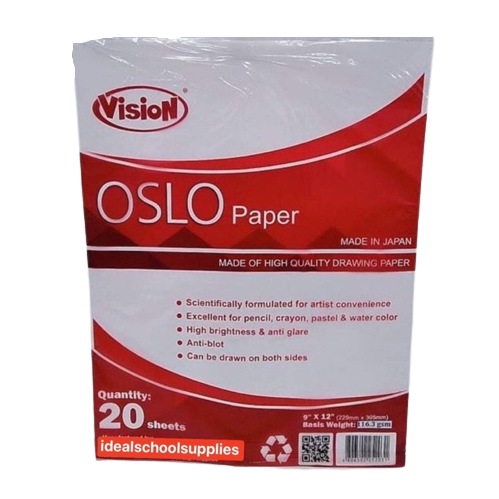 VISION®
OSLO Paper
MADE IN JAPAN
MADE OF HIGH QUALITY DRAWING PAPER
• Scientifically formulated for artist convenience
• Excellent for pencil, crayon, pastel & water color
• High brightness & anti glare
• Anti-blot
• Can be drawn on both sides
Quantity:
20 sheets
9" X 12" (229mm x 305mm)
Basis Weight: 116.3 gsm
idealschoolsupplies